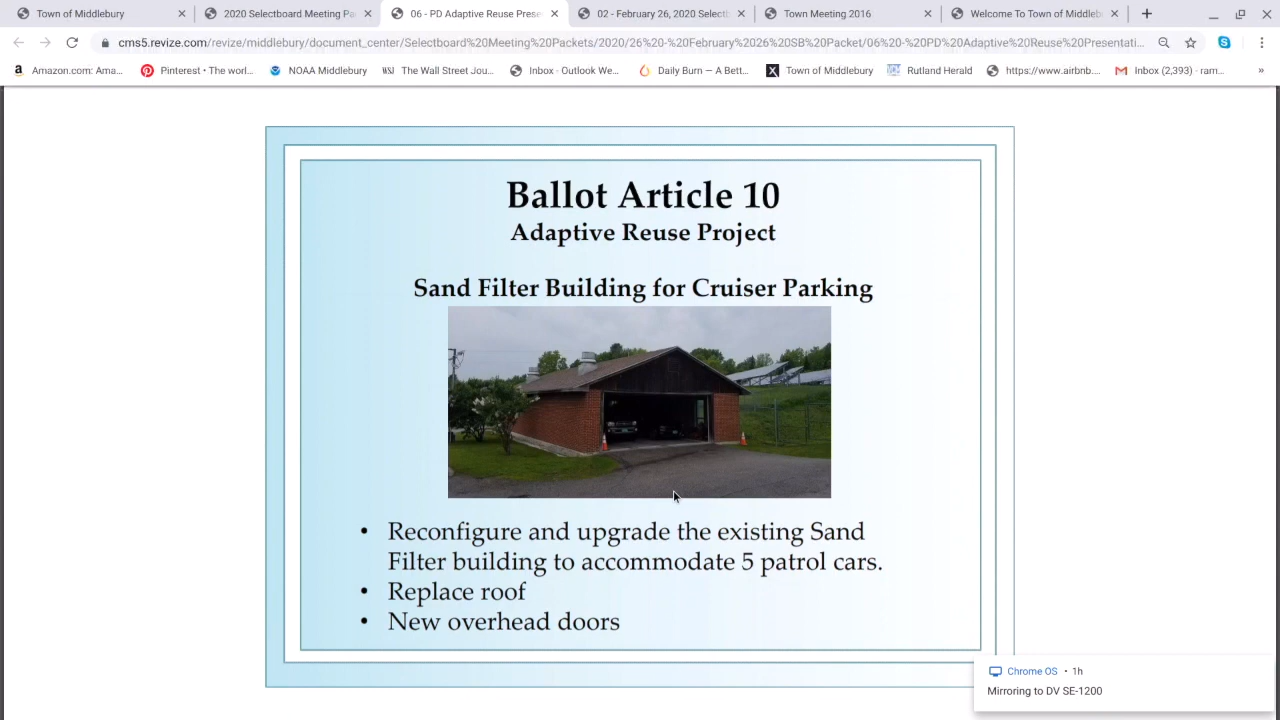 Town of Middlebury
2020 Selectboard Meeting Pa
06 - PD Adaptive Reuse Prese
02 - February 26, 2020 Selectb
Town Meeting 2016
Welcome To Town of Middleb
cms5.revize.com/revize/middlebury/document_center/Selectboard%20Meeting%20Packets/2020/26%20-%20February%2026%20SB%20Packet/06%20-%20PD%20Adaptive%20Reuse%20Presentati...
Amazon.com: Ama...
Pinterest • The worl...
NOAA Middlebury
WSJ The Wall Street Jou...
Inbox - Outlook We...
Daily Burn — A Bett...
X Town of Middlebury
Rutland Herald
https://www.airbnb....
Inbox (2,393) - ram...
»
Ballot Article 10
Adaptive Reuse Project
Sand Filter Building for Cruiser Parking
• Reconfigure and upgrade the existing Sand
Filter building to accommodate 5 patrol cars.
• Replace roof
• New overhead doors
Chrome OS • 1h
Mirroring to DV SE-1200